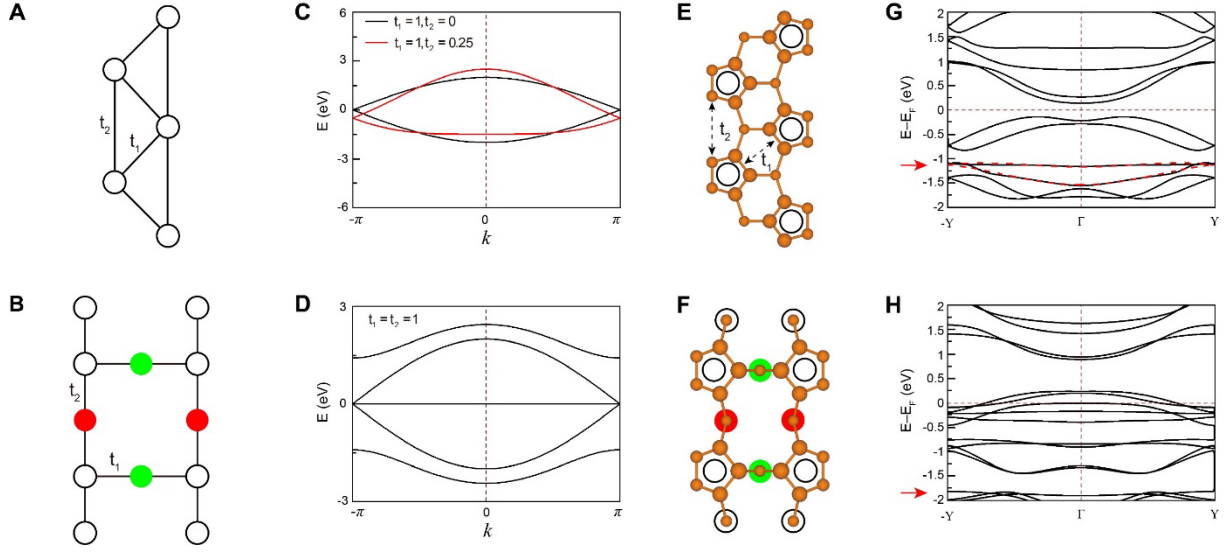 A
t₂
t₁
C
t₁ = 1, t₂ = 0
t₁ = 1, t₂ = 0.25
E (eV)
6
3
0
-3
-6
-π
0
π
k
E
t₂
t₁
G
E–E_F (eV)
2
1.5
1
0.5
0
-0.5
-1
-1.5
-2
-Y
Γ
Y
B
t₂
t₁
D
t₁ = t₂ = 1
E (eV)
3
0
-3
-π
0
π
k
F
H
E–E_F (eV)
2
1.5
1
0.5
0
-0.5
-1
-1.5
-2
-Y
Γ
Y